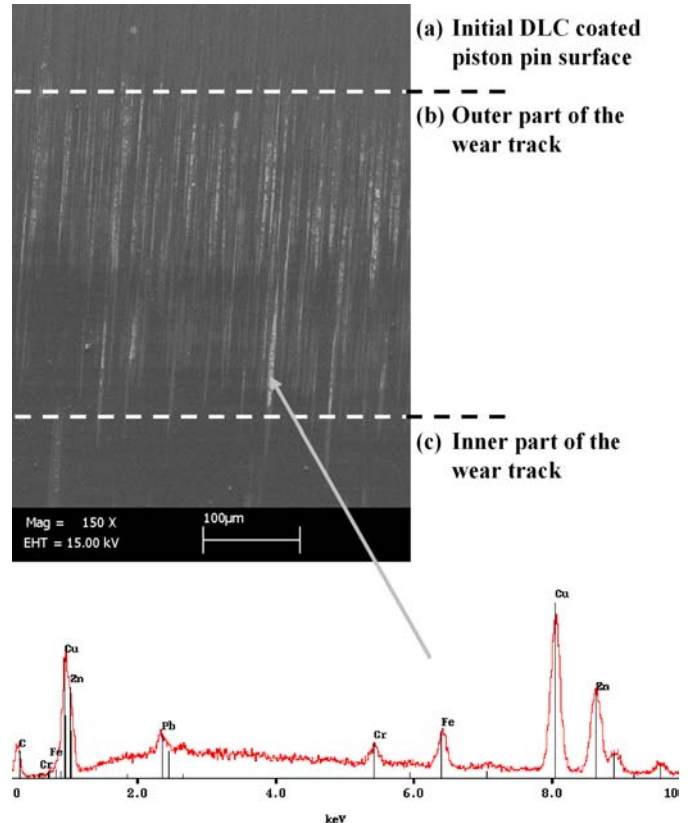 (a) Initial DLC coated
piston pin surface
(b) Outer part of the
wear track
(c) Inner part of the
wear track
Mag = 150 X
EHT = 15.00 kV
100µm
Cu
Cu
Zn
Zn
Pb
Fe
Cr
C
Fe
Cr
0
2.0
4.0
6.0
8.0
10
keV